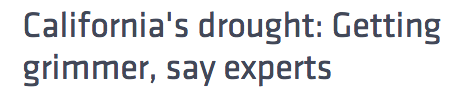 California's drought: Getting
grimmer, say experts